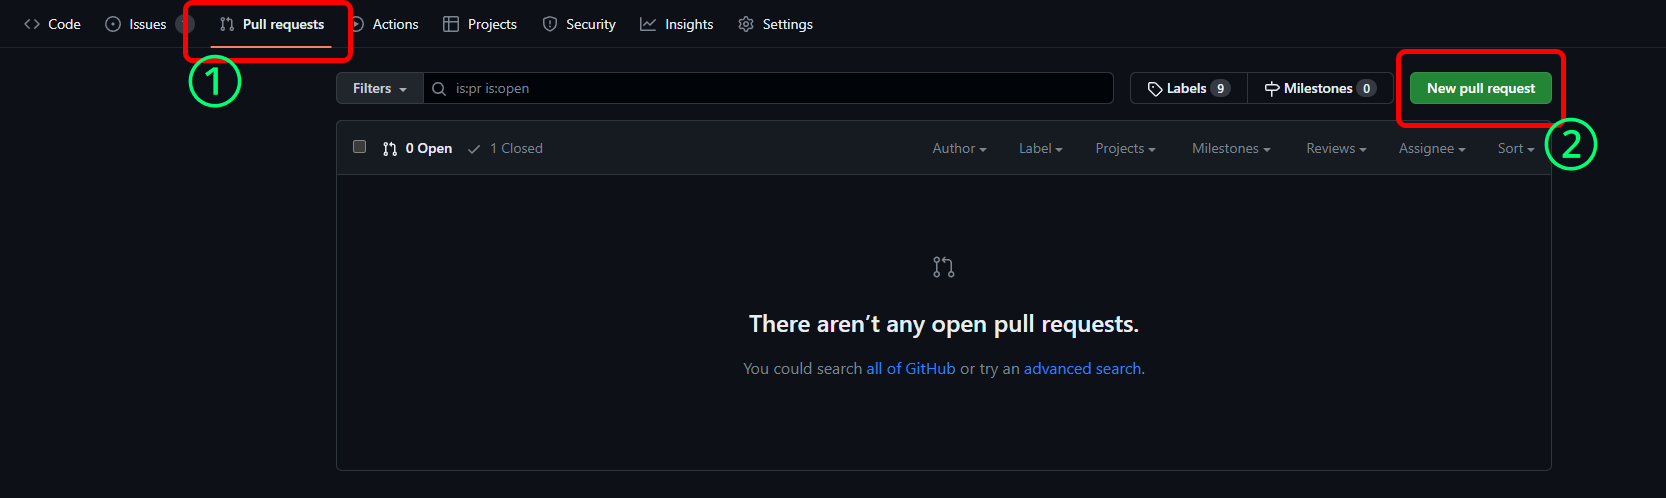 Code Issues Pull requests Actions Projects Security Insights Settings
1
Filters is:pr is:open Labels 9 Milestones 0 New pull request
2
0 Open 1 Closed Author Label Projects Milestones Reviews Assignee Sort
There aren’t any open pull requests.
You could search all of GitHub or try an advanced search.